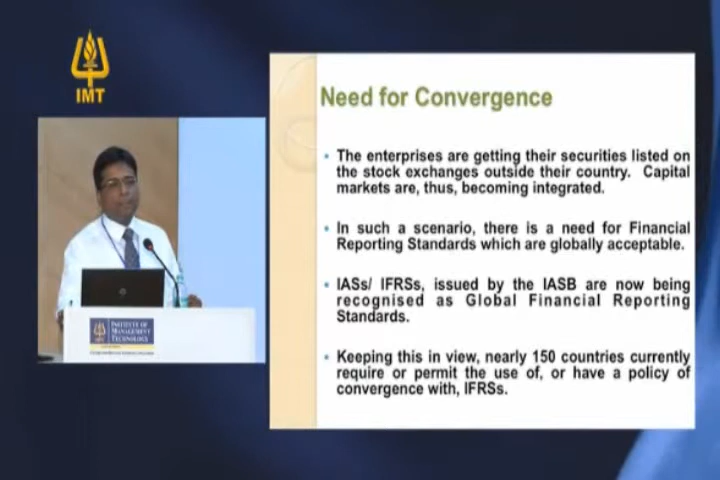 IMT
Need for Convergence
The enterprises are getting their securities listed on
the stock exchanges outside their country. Capital
markets are, thus, becoming integrated.
In such a scenario, there is a need for Financial
Reporting Standards which are globally acceptable.
IASs/ IFRSs, issued by the IASB are now being
recognised as Global Financial Reporting
Standards.
Keeping this in view, nearly 150 countries currently
require or permit the use of, or have a policy of
convergence with, IFRSs.
INSTITUTE OF
MANAGEMENT
TECHNOLOGY